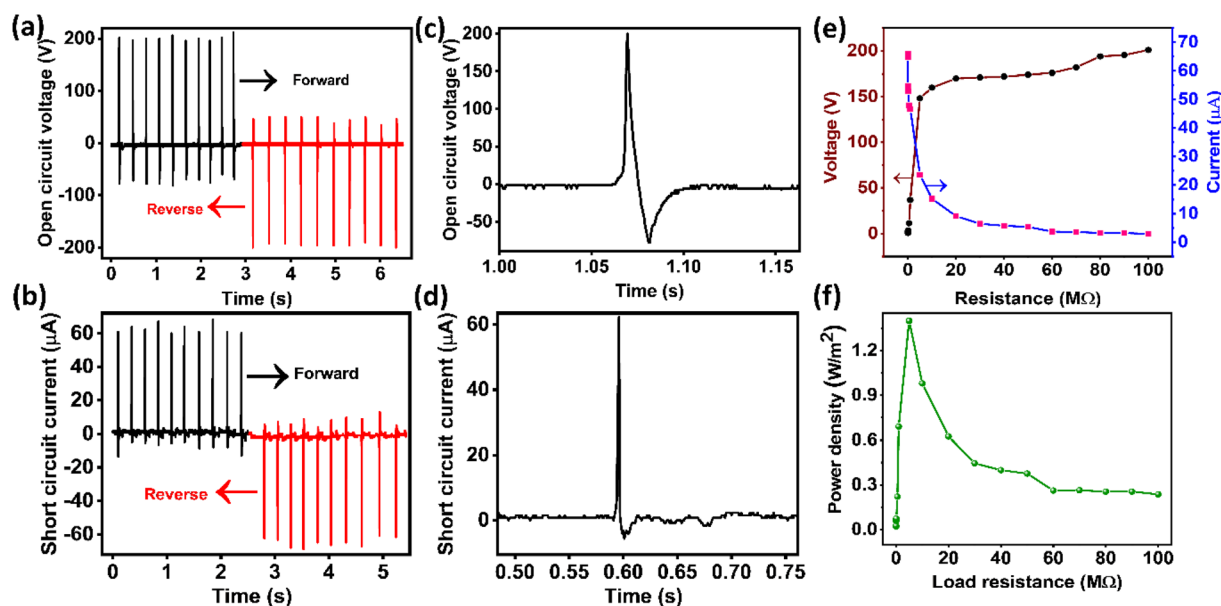 (a)
Open circuit voltage (V)
200
100
0
-100
-200
Forward
Reverse
0 1 2 3 4 5 6
Time (s)
(b)
Short circuit current (μA)
60
40
20
0
-20
-40
-60
Forward
Reverse
0 1 2 3 4 5
Time (s)
(c)
Open circuit voltage (V)
200
150
100
50
0
-50
1.00 1.05 1.10 1.15
Time (s)
(d)
Short circuit current (μA)
60
40
20
0
0.50 0.55 0.60 0.65 0.70 0.75
Time (s)
(e)
Voltage (V)
200
150
100
50
0
70
60
50
40
30
20
10
0
Current (μA)
0 20 40 60 80 100
Resistance (MΩ)
(f)
Power density (W/m²)
1.2
0.9
0.6
0.3
0.0
0 20 40 60 80 100
Load resistance (MΩ)